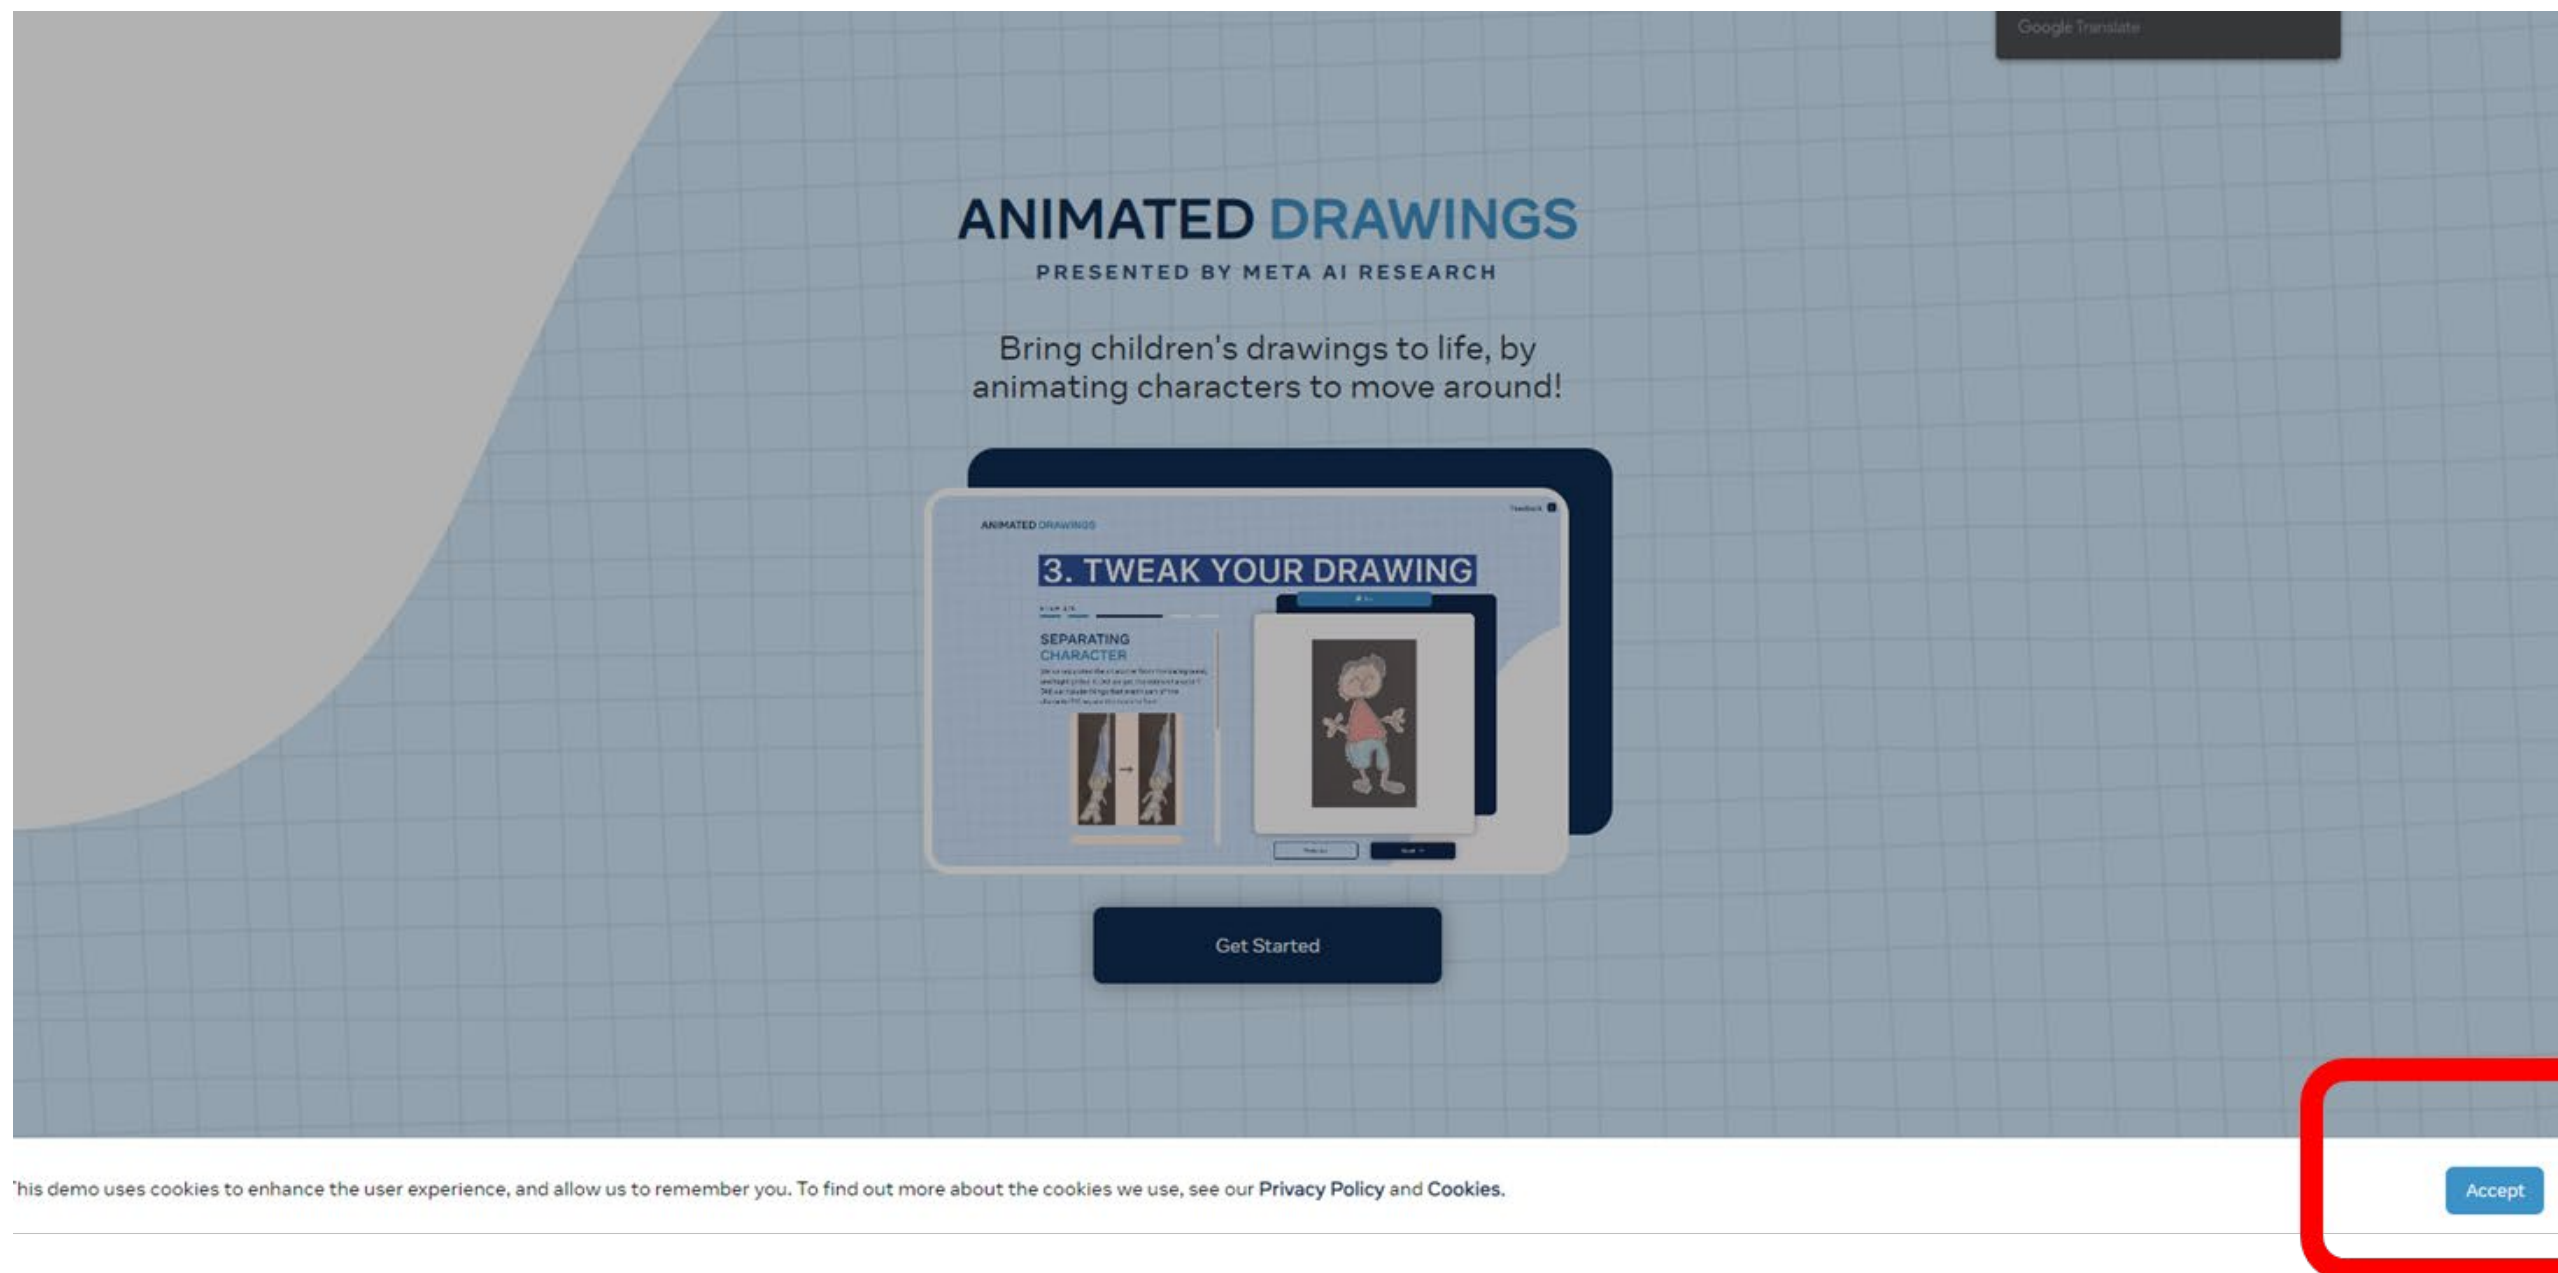 Google Translate
ANIMATED DRAWINGS
PRESENTED BY META AI RESEARCH
Bring children's drawings to life, by
animating characters to move around!
Feedback
ANIMATED DRAWINGS
3. TWEAK YOUR DRAWING
SEPARATING
CHARACTER
Get Started
his demo uses cookies to enhance the user experience, and allow us to remember you. To find out more about the cookies we use, see our Privacy Policy and Cookies.
Accept